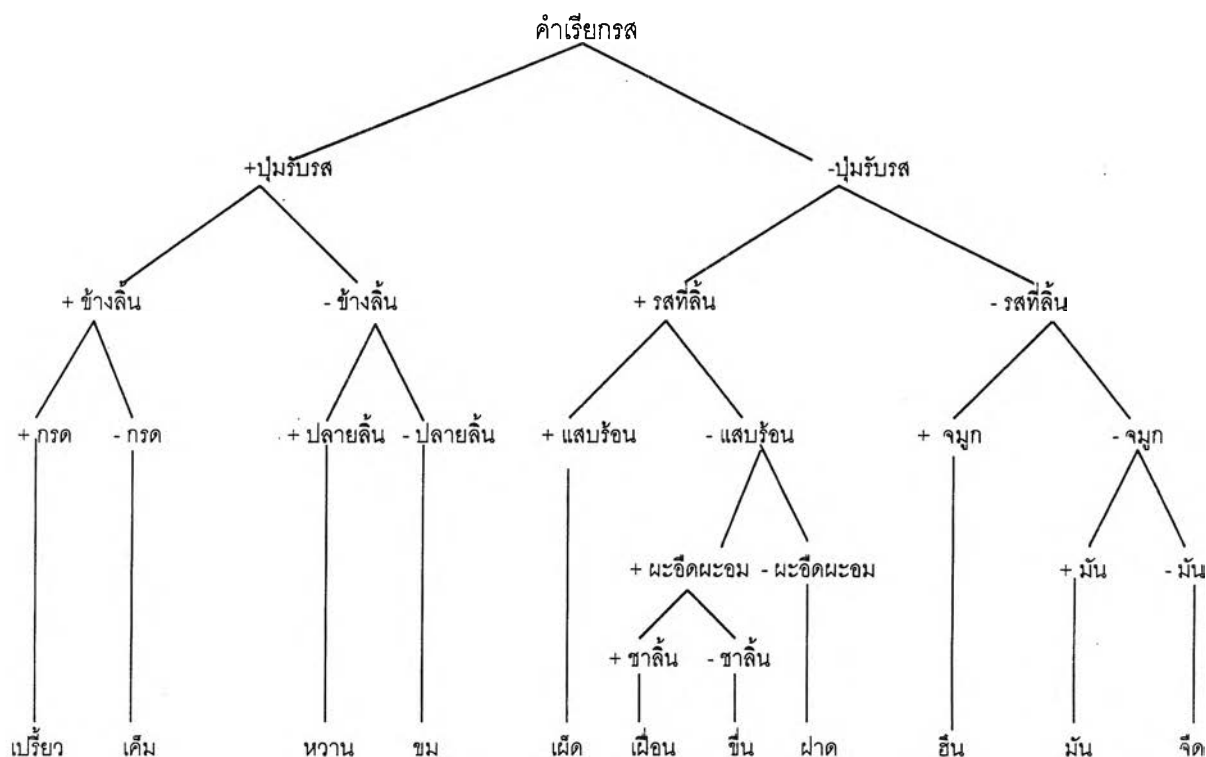 คำเรียกรส
+ปุ่มรับรส -ปุ่มรับรส
+ ข้างลิ้น - ข้างลิ้น + รสที่ลิ้น - รสที่ลิ้น
+ กรด - กรด + ปลายลิ้น - ปลายลิ้น + แสบร้อน - แสบร้อน + จมูก - จมูก
+ ผะอืดผะอม - ผะอืดผะอม + มัน - มัน
+ ชาลิ้น - ชาลิ้น
เปรี้ยว เค็ม หวาน ขม เผ็ด เฝื่อน ขื่น ฝาด ฮืน มัน จืด